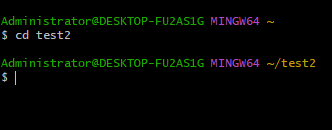 Administrator@DESKTOP-FU2AS1G MINGW64 ~
$ cd test2
Administrator@DESKTOP-FU2AS1G MINGW64 ~/test2
$